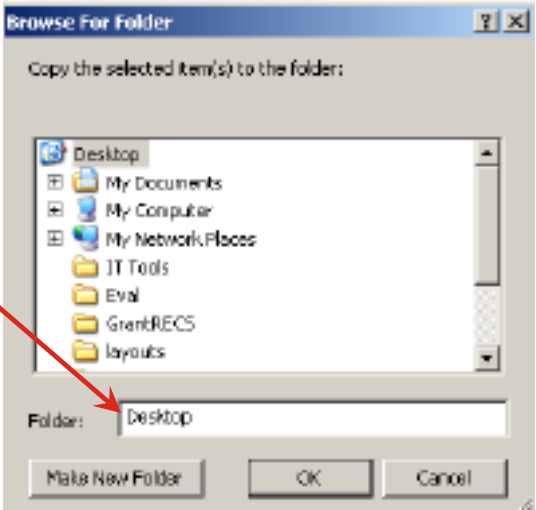 Browse For Folder
Copy the selected item(s) to the folder:
Desktop
My Documents
My Computer
My Network Places
IT Tools
Eval
GrantRECS
layouts
Folder: Desktop
Make New Folder OK Cancel